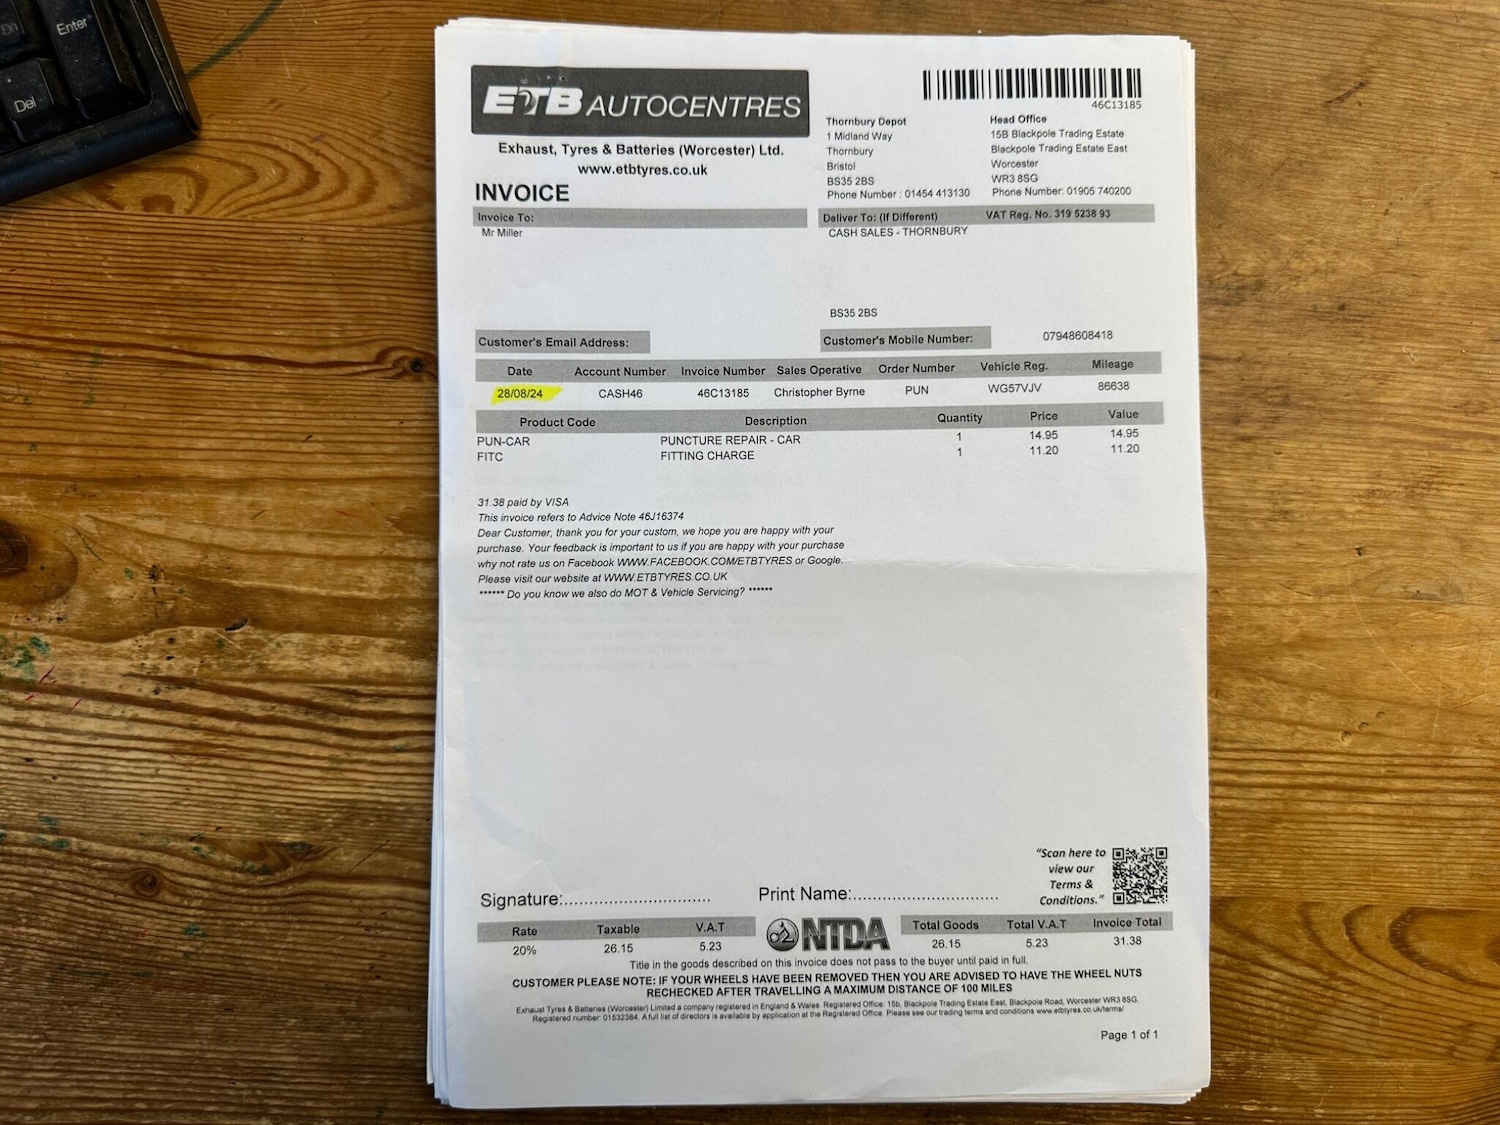 Enter
Del
ETB AUTOCENTRES
Exhaust, Tyres & Batteries (Worcester) Ltd.
www.etbtyres.co.uk
INVOICE
46C13185
Thornbury Depot
1 Midland Way
Thornbury
Bristol
BS35 2BS
Phone Number : 01454 413130
Head Office
15B Blackpole Trading Estate
Blackpole Trading Estate East
Worcester
WR3 8SG
Phone Number: 01905 740200
Invoice To:
Mr Miller
Deliver To: (If Different) VAT Reg. No. 319 5238 93
CASH SALES - THORNBURY
BS35 2BS
Customer's Email Address:
Customer's Mobile Number: 07948608418
Date Account Number Invoice Number Sales Operative Order Number Vehicle Reg. Mileage
28/08/24 CASH46 46C13185 Christopher Byrne PUN WG57VJV 86638
Product Code Description Quantity Price Value
PUN-CAR PUNCTURE REPAIR - CAR 1 14.95 14.95
FITC FITTING CHARGE 1 11.20 11.20
31.38 paid by VISA
This invoice refers to Advice Note 46J16374
Dear Customer, thank you for your custom, we hope you are happy with your
purchase. Your feedback is important to us if you are happy with your purchase
why not rate us on Facebook WWW.FACEBOOK.COM/ETBTYRES or Google.
Please visit our website at WWW.ETBTYRES.CO.UK
****** Do you know we also do MOT & Vehicle Servicing? ******
"Scan here to
view our
Terms &
Conditions."
Signature:.............................
Print Name:.............................
Rate Taxable V.A.T
20% 26.15 5.23
NTDA
Total Goods Total V.A.T Invoice Total
26.15 5.23 31.38
Title in the goods described on this invoice does not pass to the buyer until paid in full.
CUSTOMER PLEASE NOTE: IF YOUR WHEELS HAVE BEEN REMOVED THEN YOU ARE ADVISED TO HAVE THE WHEEL NUTS
RECHECKED AFTER TRAVELLING A MAXIMUM DISTANCE OF 100 MILES
Exhaust Tyres & Batteries (Worcester) Limited a company registered in England & Wales. Registered Office: 15b, Blackpole Trading Estate East, Blackpole Road, Worcester WR3 8SG.
Registered number: 01532384. A full list of directors is available by application at the Registered Office. Please see our trading terms and conditions www.etbtyres.co.uk/terms/
Page 1 of 1